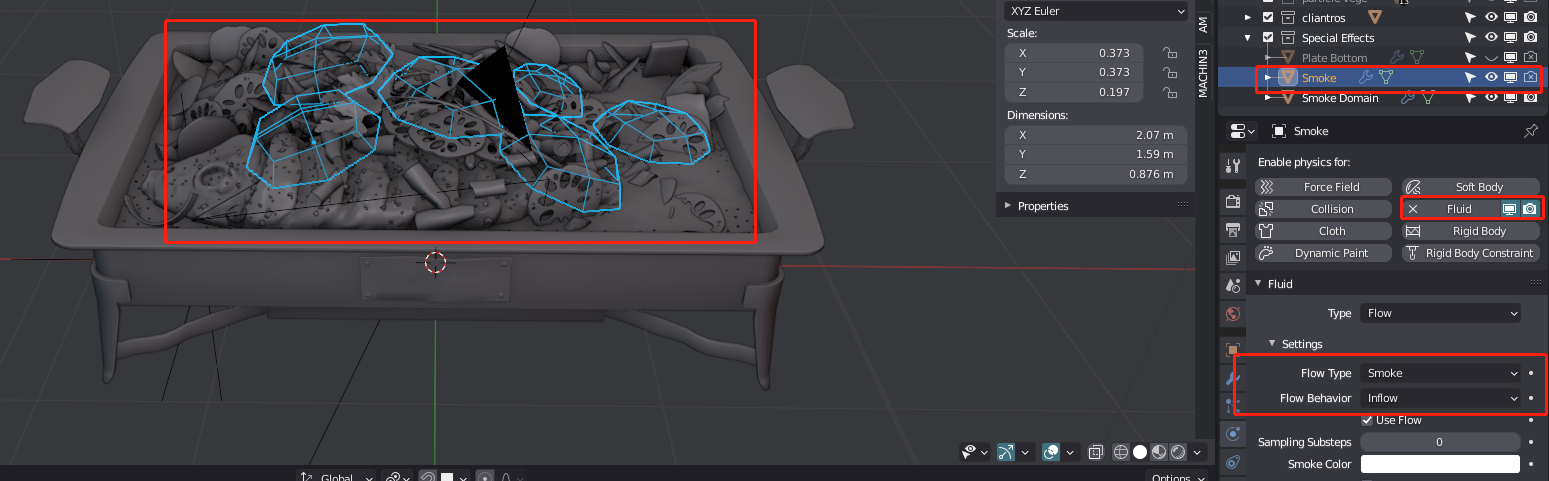 XYZ Euler
Scale:
X 0.373
Y 0.373
Z 0.197
Dimensions:
X 2.07 m
Y 1.59 m
Z 0.876 m
Properties
AM
MACHIN3
particle vege
13
cliantros
Special Effects
Plate Bottom
Smoke
Smoke Domain
Smoke
Enable physics for:
Force Field Soft Body
Collision Fluid
Cloth Rigid Body
Dynamic Paint Rigid Body Constraint
Fluid
Type Flow
Settings
Flow Type Smoke
Flow Behavior Inflow
Use Flow
Sampling Substeps 0
Smoke Color
Global
Options